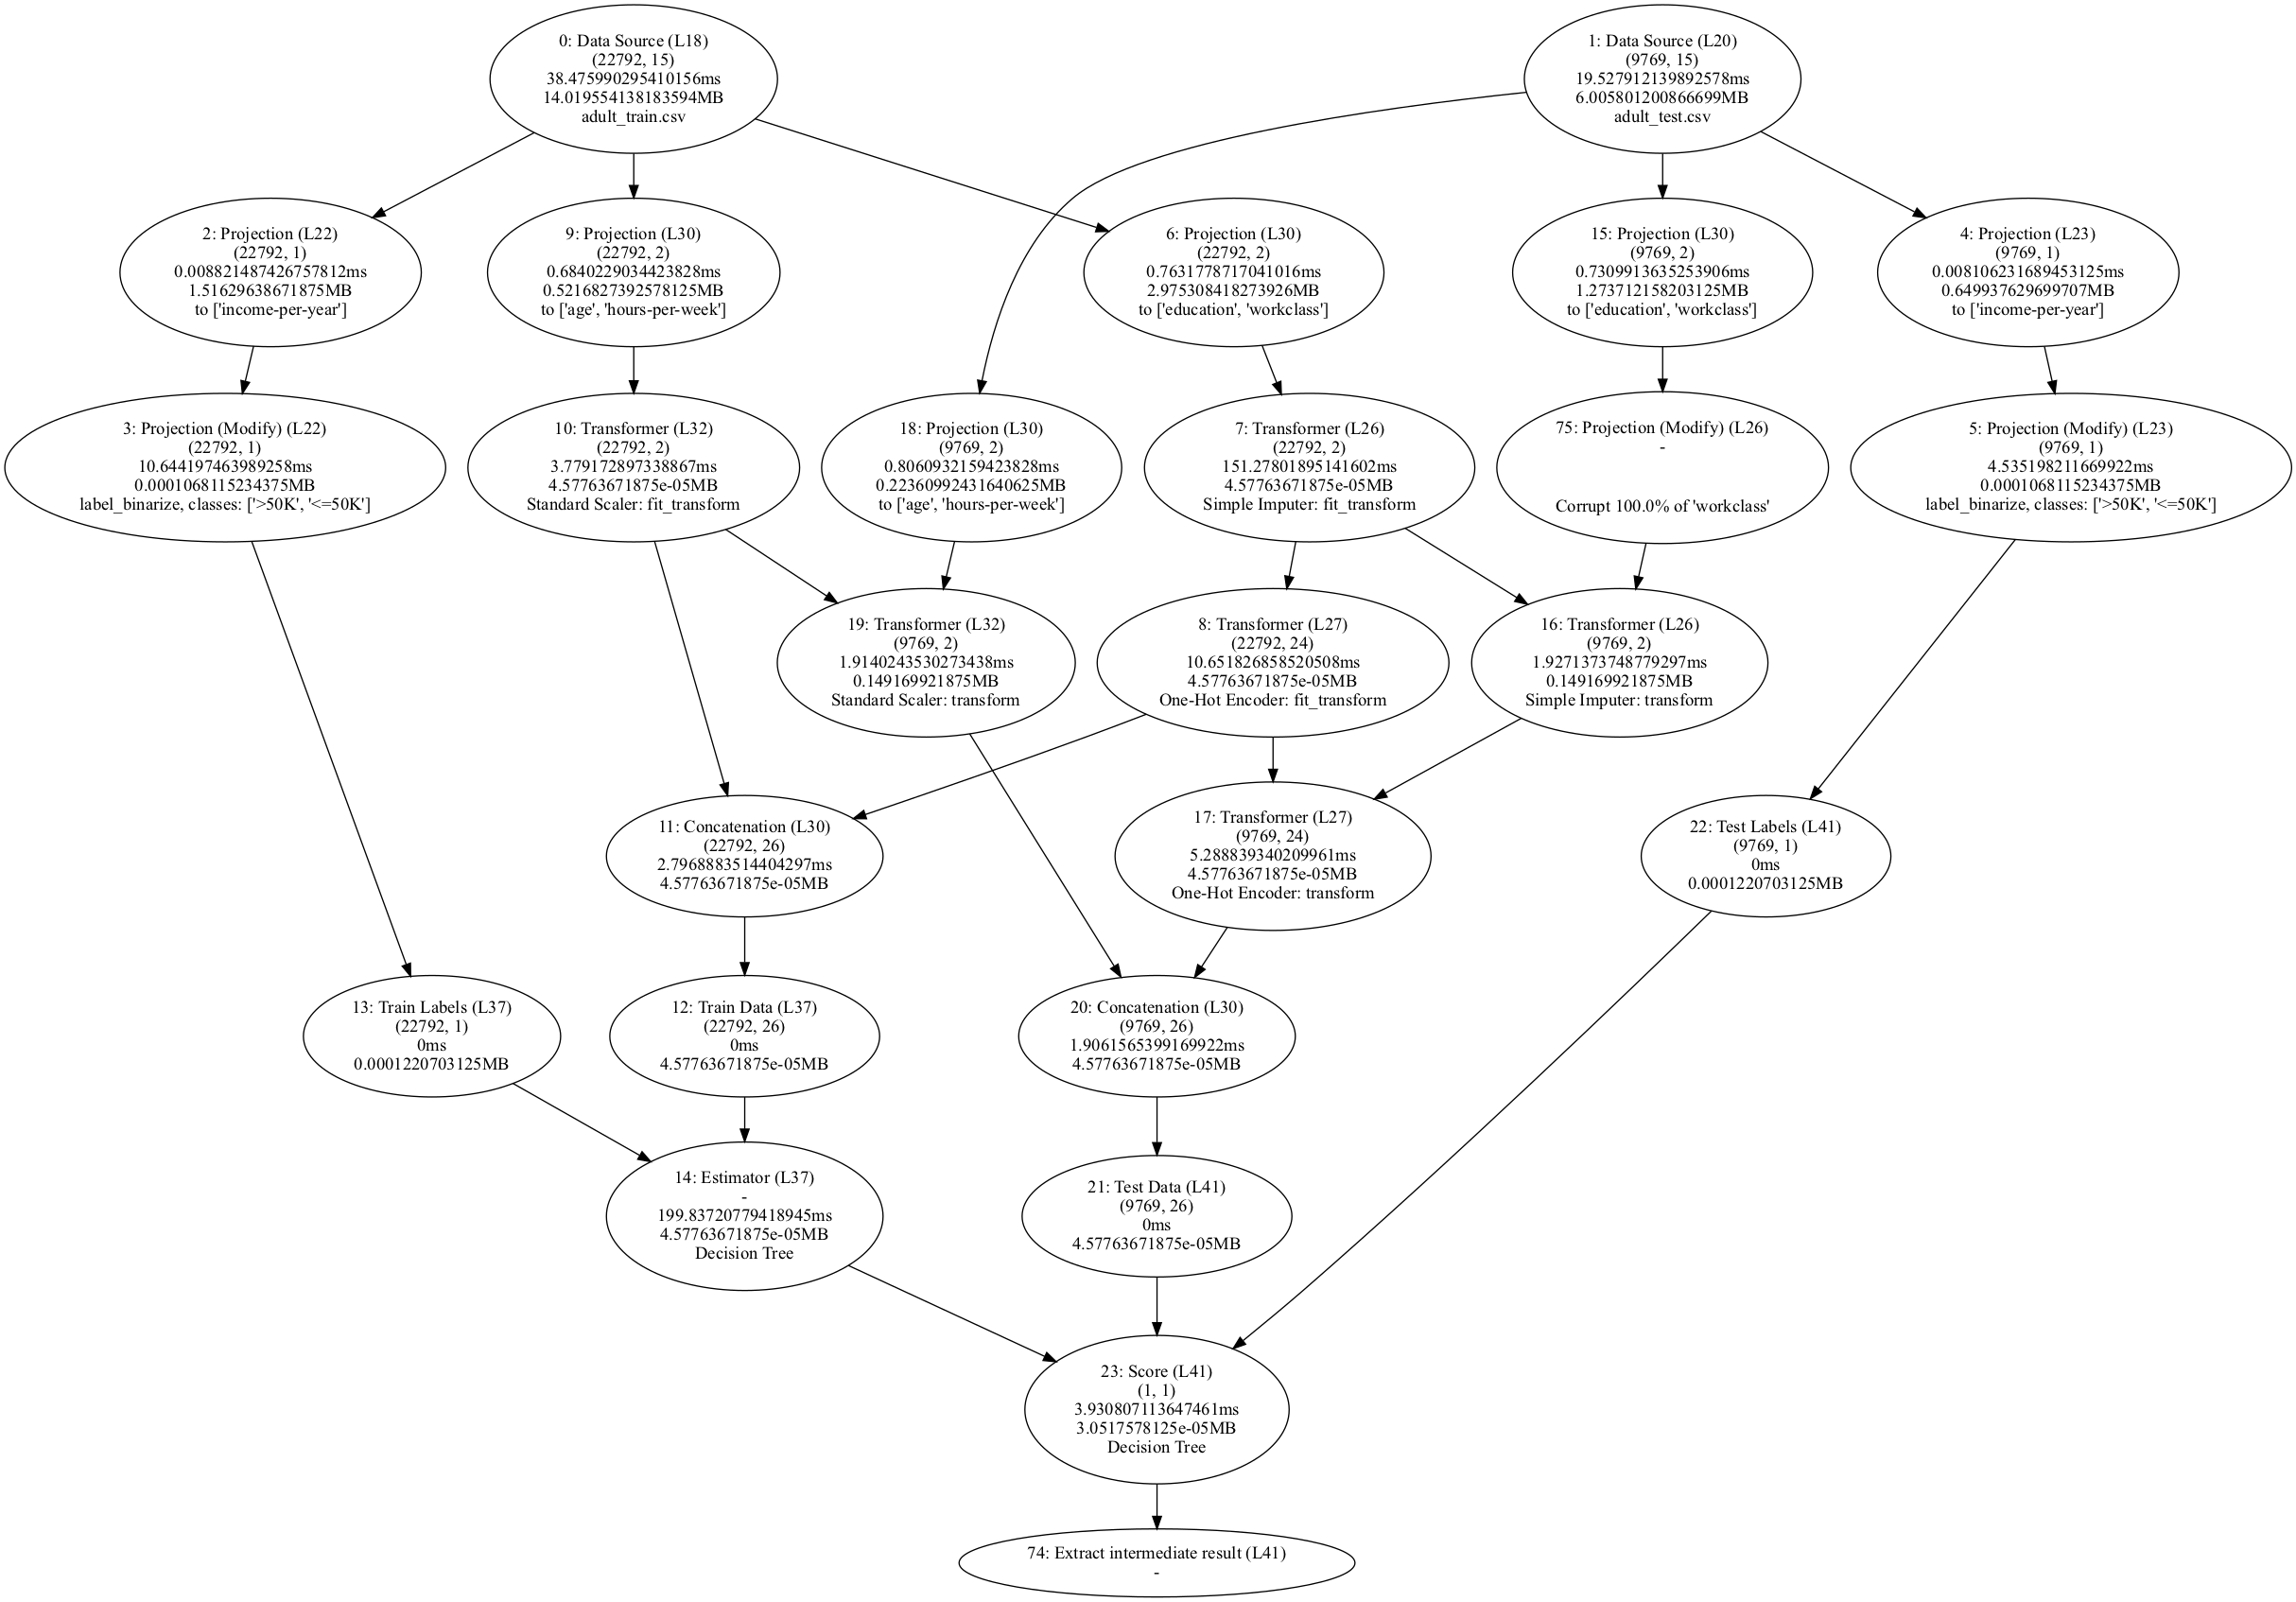 0: Data Source (L18)
(22792, 15)
38.475990295410156ms
14.019554138183594MB
adult_train.csv
1: Data Source (L20)
(9769, 15)
19.527912139892578ms
6.005801200866699MB
adult_test.csv
2: Projection (L22)
(22792, 1)
0.008821487426757812ms
1.51629638671875MB
to ['income-per-year']
9: Projection (L30)
(22792, 2)
0.6840229034423828ms
0.5216827392578125MB
to ['age', 'hours-per-week']
6: Projection (L30)
(22792, 2)
0.7631778717041016ms
2.975308418273926MB
to ['education', 'workclass']
15: Projection (L30)
(9769, 2)
0.7309913635253906ms
1.273712158203125MB
to ['education', 'workclass']
4: Projection (L23)
(9769, 1)
0.008106231689453125ms
0.649937629699707MB
to ['income-per-year']
3: Projection (Modify) (L22)
(22792, 1)
10.644197463989258ms
0.0001068115234375MB
label_binarize, classes: ['>50K', '<=50K']
10: Transformer (L32)
(22792, 2)
3.779172897338867ms
4.57763671875e-05MB
Standard Scaler: fit_transform
18: Projection (L30)
(9769, 2)
0.8060932159423828ms
0.22360992431640625MB
to ['age', 'hours-per-week']
7: Transformer (L26)
(22792, 2)
151.27801895141602ms
4.57763671875e-05MB
Simple Imputer: fit_transform
75: Projection (Modify) (L26)
-
Corrupt 100.0% of 'workclass'
5: Projection (Modify) (L23)
(9769, 1)
4.535198211669922ms
0.0001068115234375MB
label_binarize, classes: ['>50K', '<=50K']
19: Transformer (L32)
(9769, 2)
1.9140243530273438ms
0.149169921875MB
Standard Scaler: transform
8: Transformer (L27)
(22792, 24)
10.651826858520508ms
4.57763671875e-05MB
One-Hot Encoder: fit_transform
16: Transformer (L26)
(9769, 2)
1.9271373748779297ms
0.149169921875MB
Simple Imputer: transform
11: Concatenation (L30)
(22792, 26)
2.7968883514404297ms
4.57763671875e-05MB
17: Transformer (L27)
(9769, 24)
5.288839340209961ms
4.57763671875e-05MB
One-Hot Encoder: transform
22: Test Labels (L41)
(9769, 1)
0ms
0.0001220703125MB
13: Train Labels (L37)
(22792, 1)
0ms
0.0001220703125MB
12: Train Data (L37)
(22792, 26)
0ms
4.57763671875e-05MB
20: Concatenation (L30)
(9769, 26)
1.9061565399169922ms
4.57763671875e-05MB
14: Estimator (L37)
-
199.83720779418945ms
4.57763671875e-05MB
Decision Tree
21: Test Data (L41)
(9769, 26)
0ms
4.57763671875e-05MB
23: Score (L41)
(1, 1)
3.930807113647461ms
3.0517578125e-05MB
Decision Tree
74: Extract intermediate result (L41)
-